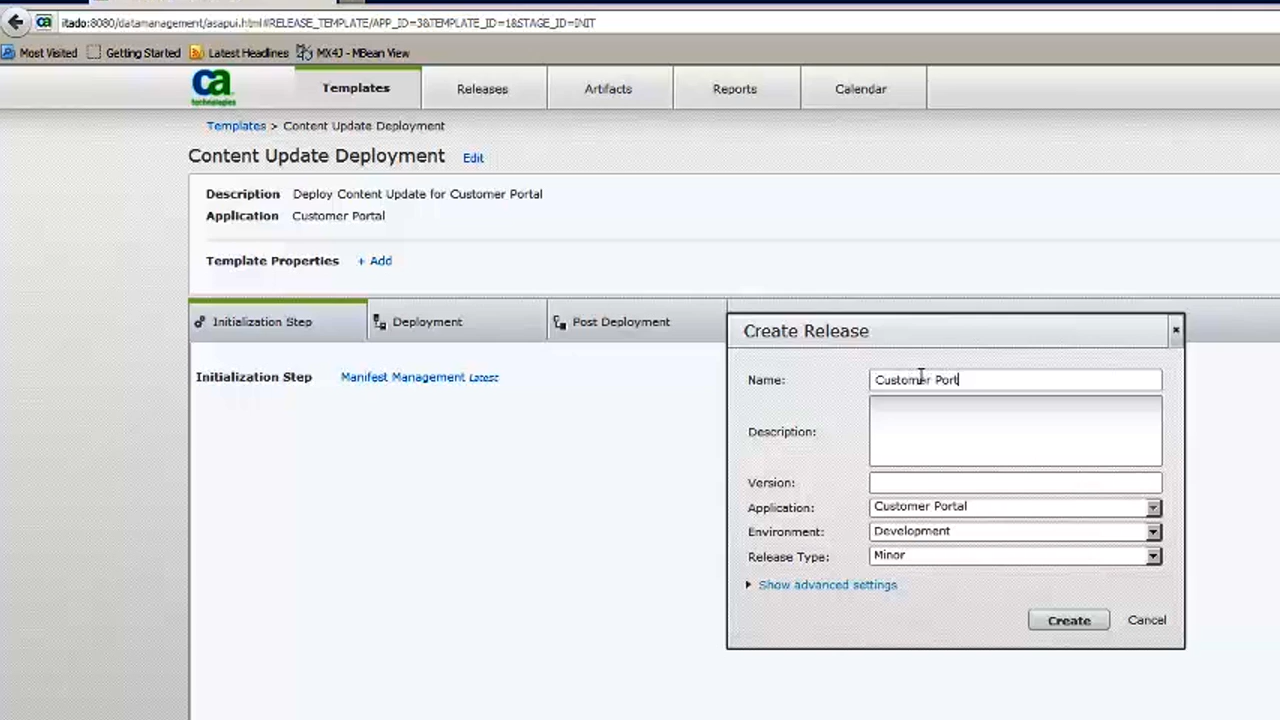 itado:8080/datamanagement/asapui.html#RELEASE_TEMPLATE/APP_ID=3&TEMPLATE_ID=1&STAGE_ID=INIT
Most Visited Getting Started Latest Headlines MX4J - MBean View
ca technologies
Templates Releases Artifacts Reports Calendar
Templates > Content Update Deployment
Content Update Deployment Edit
Description Deploy Content Update for Customer Portal
Application Customer Portal
Template Properties + Add
Initialization Step Deployment Post Deployment
Initialization Step Manifest Management Latest
Create Release
Name: Customer Port
Description:
Version:
Application: Customer Portal
Environment: Development
Release Type: Minor
Show advanced settings
Create Cancel